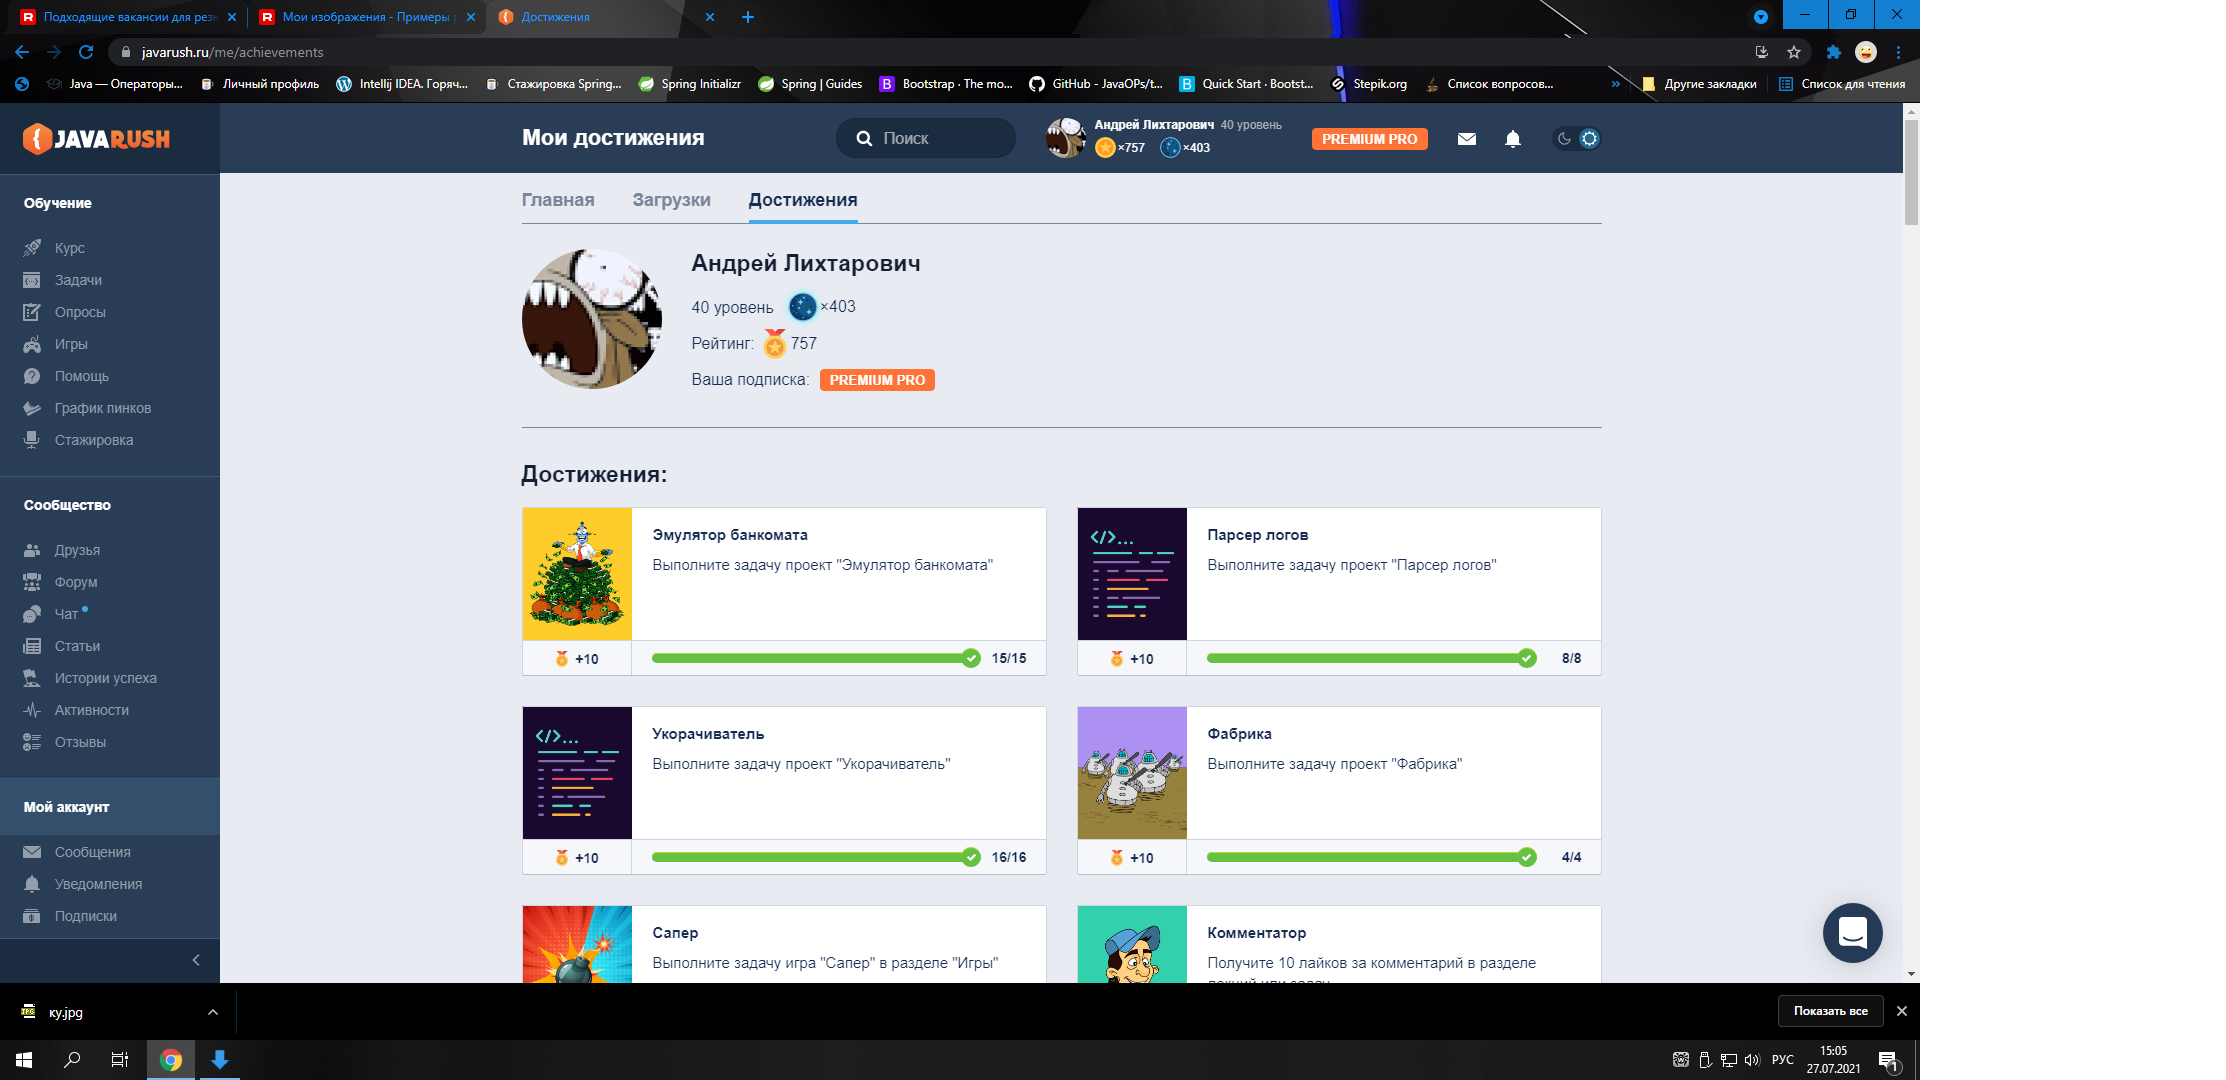 Подходящие вакансии для рез
Мои изображения - Примеры р
Достижения
javarush.ru/me/achievements
Java — Операторы...
Личный профиль
Intellij IDEA. Горяч...
Стажировка Spring...
Spring Initializr
Spring | Guides
Bootstrap · The mo...
GitHub - JavaOPs/t...
Quick Start · Bootst...
Stepik.org
Список вопросов...
Другие закладки
Список для чтения
JAVARUSH
Мои достижения
Поиск
Андрей Лихтарович 40 уровень
×757 ×403
PREMIUM PRO
Обучение
Курс
Задачи
Опросы
Игры
Помощь
График пинков
Стажировка
Сообщество
Друзья
Форум
Чат
Статьи
Истории успеха
Активности
Отзывы
Мой аккаунт
Сообщения
Уведомления
Подписки
Главная
Загрузки
Достижения
Андрей Лихтарович
40 уровень ×403
Рейтинг: 757
Ваша подписка: PREMIUM PRO
Достижения:
Эмулятор банкомата
Выполните задачу проект "Эмулятор банкомата"
+10
15/15
Парсер логов
Выполните задачу проект "Парсер логов"
+10
8/8
Укорачиватель
Выполните задачу проект "Укорачиватель"
+10
16/16
Фабрика
Выполните задачу проект "Фабрика"
+10
4/4
Сапер
Выполните задачу игра "Сапер" в разделе "Игры"
Комментатор
Получите 10 лайков за комментарий в разделе
лекций или задач
ку.jpg
Показать все
РУС
15:05
27.07.2021
1